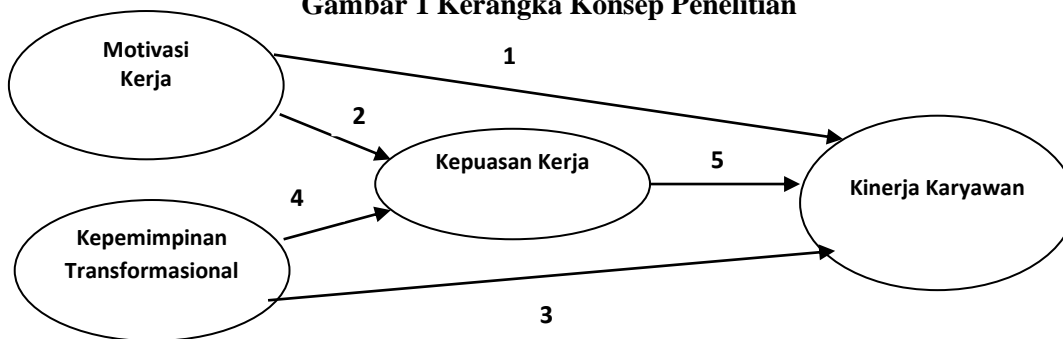 Gambar 1 Kerangka Konsep Penelitian
Motivasi
Kerja
1
2
Kepuasan Kerja
5
Kinerja Karyawan
4
Kepemimpinan
Transformasional
3